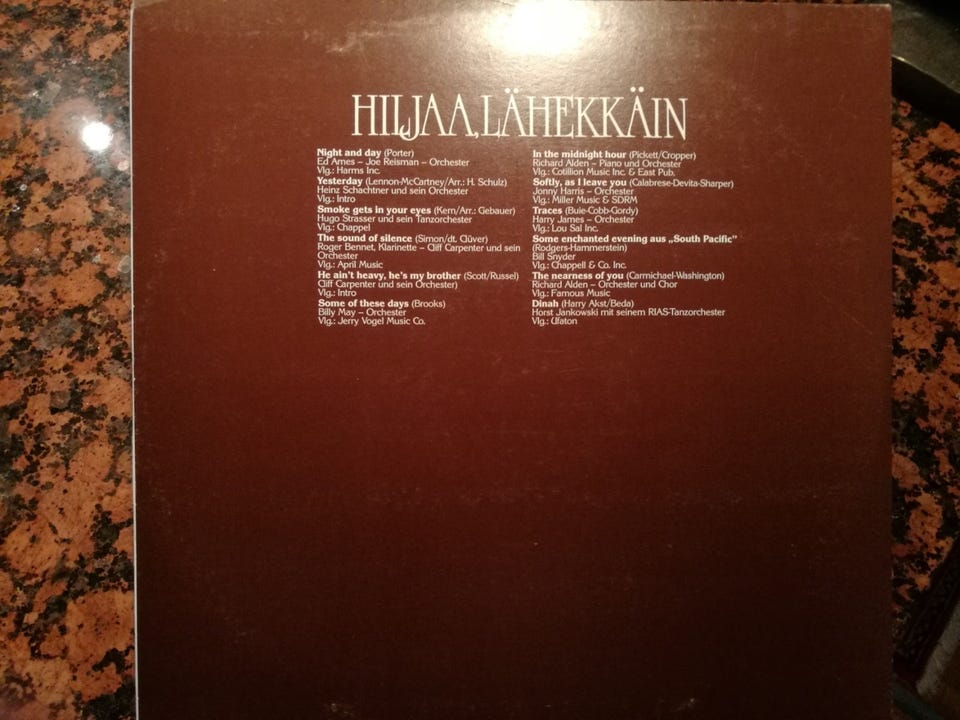 HILJAA, LÄHEKKÄIN
Night and day (Porter)
Ed Ames – Joe Reisman – Orchester
Vlg.: Harms Inc.
Yesterday (Lennon-McCartney/Arr.: H. Schulz)
Heinz Schachtner und sein Orchester
Vlg.: Intro
Smoke gets in your eyes (Kern/Arr.: Gebauer)
Hugo Strasser und sein Tanzorchester
Vlg.: Chappel
The sound of silence (Simon/dt. Clüver)
Roger Bennet, Klarinette – Cliff Carpenter und sein
Orchester
Vlg.: April Music
He ain't heavy, he's my brother (Scott/Russel)
Cliff Carpenter und sein Orchester)
Vlg.: Intro
Some of these days (Brooks)
Billy May – Orchester
Vlg.: Jerry Vogel Music Co.
In the midnight hour (Pickett/Cropper)
Richard Alden – Piano und Orchester
Vlg.: Cotillion Music Inc. & East Pub.
Softly, as I leave you (Calabrese-Devita-Sharper)
Jonny Harris – Orchester
Vlg.: Miller Music & SDRM
Traces (Buie-Cobb-Gordy)
Harry James – Orchester
Vlg.: Lou Sal Inc.
Some enchanted evening aus „South Pacific"
(Rodgers-Hammerstein)
Bill Snyder
Vlg.: Chappell & Co. Inc.
The nearness of you (Carmichael-Washington)
Richard Alden – Orchester und Chor
Vlg.: Famous Music
Dinah (Harry Akst/Beda)
Horst Jankowski mit seinem RIAS-Tanzorchester
Vlg.: Ufaton